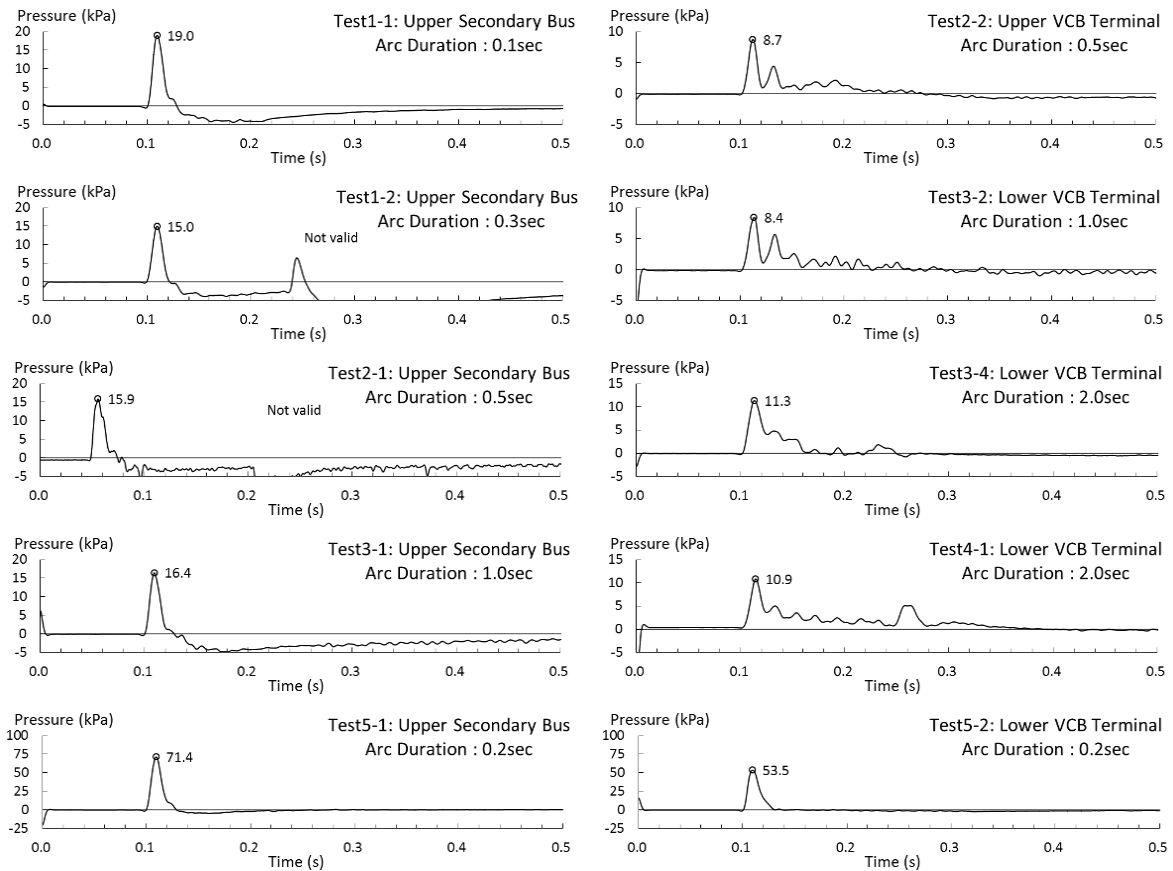 Pressure (kPa)
Test1-1: Upper Secondary Bus
Arc Duration : 0.1sec
20
15
10
5
0
-5
19.0
0.0 0.1 0.2 0.3 0.4 0.5
Time (s)
Pressure (kPa)
Test2-2: Upper VCB Terminal
Arc Duration : 0.5sec
10
5
0
-5
8.7
0.0 0.1 0.2 0.3 0.4 0.5
Time (s)
Pressure (kPa)
Test1-2: Upper Secondary Bus
Arc Duration : 0.3sec
20
15
10
5
0
-5
15.0
Not valid
0.0 0.1 0.2 0.3 0.4 0.5
Time (s)
Pressure (kPa)
Test3-2: Lower VCB Terminal
Arc Duration : 1.0sec
10
5
0
-5
8.4
0.0 0.1 0.2 0.3 0.4 0.5
Time (s)
Pressure (kPa)
Test2-1: Upper Secondary Bus
Arc Duration : 0.5sec
20
15
10
5
0
-5
15.9
Not valid
0.0 0.1 0.2 0.3 0.4 0.5
Time (s)
Pressure (kPa)
Test3-4: Lower VCB Terminal
Arc Duration : 2.0sec
15
10
5
0
-5
11.3
0.0 0.1 0.2 0.3 0.4 0.5
Time (s)
Pressure (kPa)
Test3-1: Upper Secondary Bus
Arc Duration : 1.0sec
20
15
10
5
0
-5
16.4
0.0 0.1 0.2 0.3 0.4 0.5
Time (s)
Pressure (kPa)
Test4-1: Lower VCB Terminal
Arc Duration : 2.0sec
15
10
5
0
-5
10.9
0.0 0.1 0.2 0.3 0.4 0.5
Time (s)
Pressure (kPa)
Test5-1: Upper Secondary Bus
Arc Duration : 0.2sec
100
75
50
25
0
-25
71.4
0.0 0.1 0.2 0.3 0.4 0.5
Time (s)
Pressure (kPa)
Test5-2: Lower VCB Terminal
Arc Duration : 0.2sec
100
75
50
25
0
-25
53.5
0.0 0.1 0.2 0.3 0.4 0.5
Time (s)